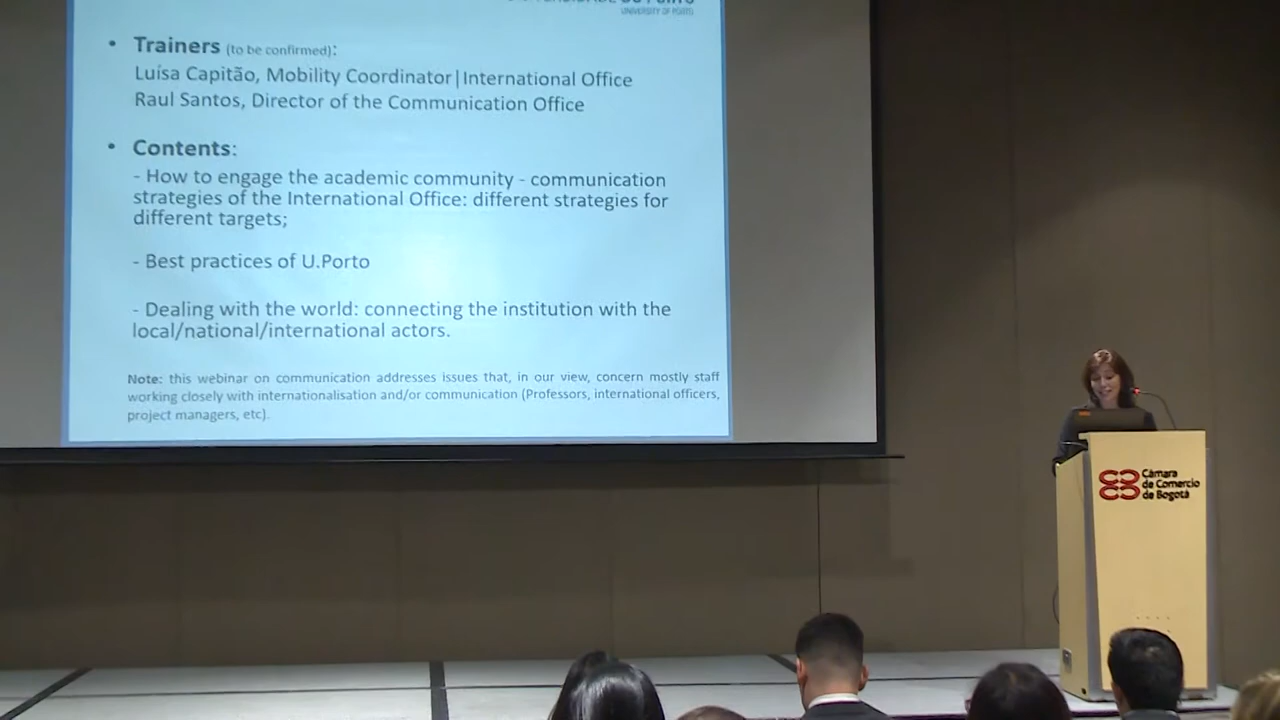 UNIVERSITY OF PORTO
• Trainers (to be confirmed):
Luísa Capitão, Mobility Coordinator|International Office
Raul Santos, Director of the Communication Office
• Contents:
- How to engage the academic community - communication
strategies of the International Office: different strategies for
different targets;
- Best practices of U.Porto
- Dealing with the world: connecting the institution with the
local/national/international actors.
Note: this webinar on communication addresses issues that, in our view, concern mostly staff
working closely with internationalisation and/or communication (Professors, international officers,
project managers, etc).
Cámara
de Comercio
de Bogotá